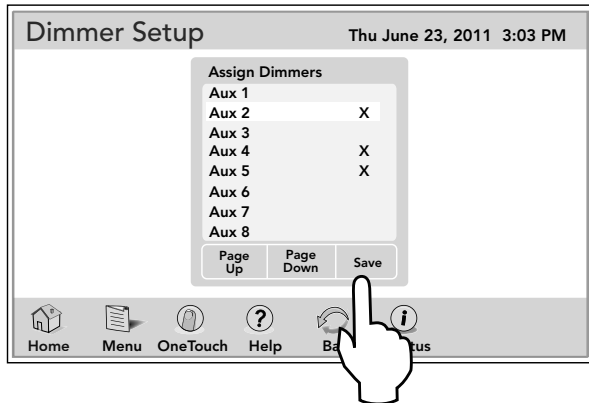 Dimmer Setup Thu June 23, 2011 3:03 PM
Assign Dimmers
Aux 1
Aux 2 X
Aux 3
Aux 4 X
Aux 5 X
Aux 6
Aux 7
Aux 8
Page Up Page Down Save
? i
Home Menu OneTouch Help